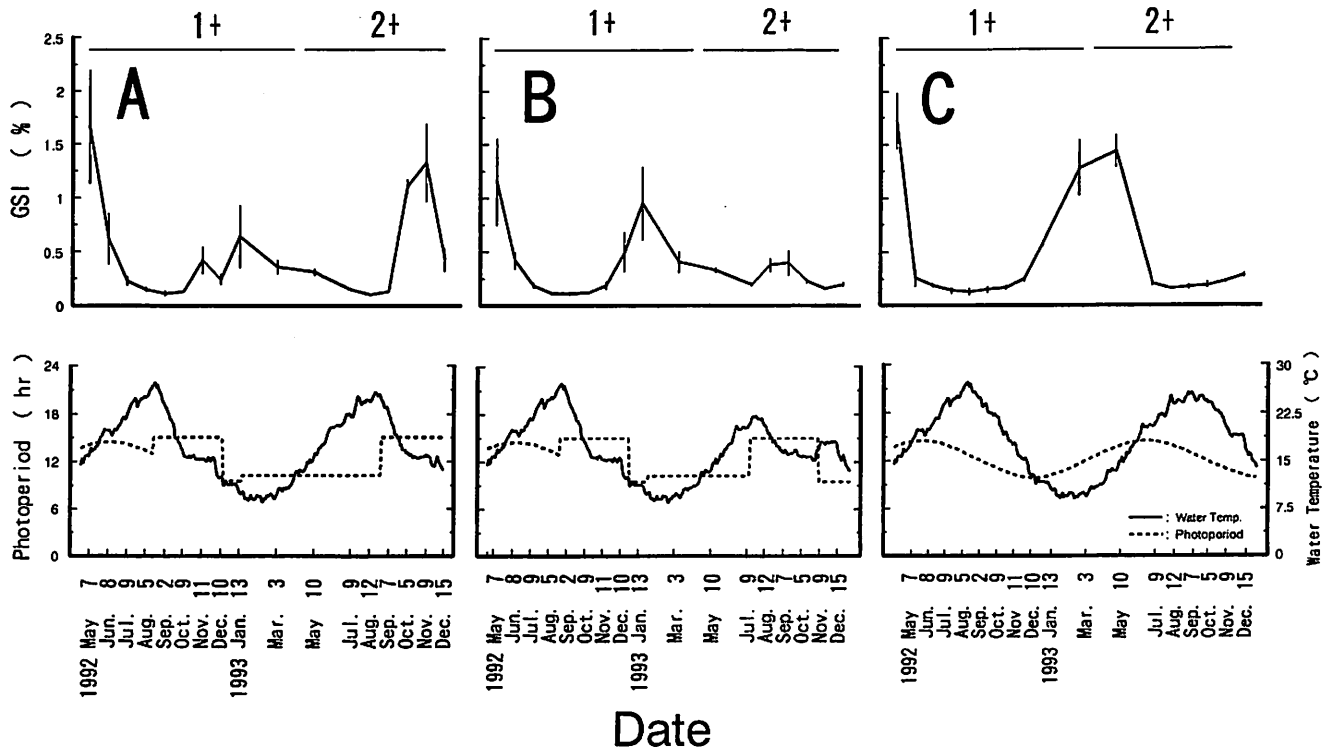 1+ 2+ 1+ 2+ 1+ 2+
A B C
GSI ( % )
2.5
2
1.5
1
0.5
0
Photoperiod ( hr )
24
18
12
6
0
Water Temperature ( ℃ )
30
22.5
15
7.5
0
: Water Temp.
: Photoperiod
1992 May 7
Jun. 8
Jul. 9
Aug. 5
Sep. 2
Oct. 9
Nov. 11
Dec. 10
1993 Jan. 13
Mar. 3
May 10
Jul. 9
Aug. 12
Sep. 7
Oct. 5
Nov. 9
Dec. 15
1992 May 7
Jun. 8
Jul. 9
Aug. 5
Sep. 2
Oct. 9
Nov. 11
Dec. 10
1993 Jan. 13
Mar. 3
May 10
Jul. 9
Aug. 12
Sep. 7
Oct. 5
Nov. 9
Dec. 15
1992 May 7
Jun. 8
Jul. 9
Aug. 5
Sep. 2
Oct. 9
Nov. 11
Dec. 10
1993 Jan. 13
Mar. 3
May 10
Jul. 9
Aug. 12
Sep. 7
Oct. 5
Nov. 9
Dec. 15
Date